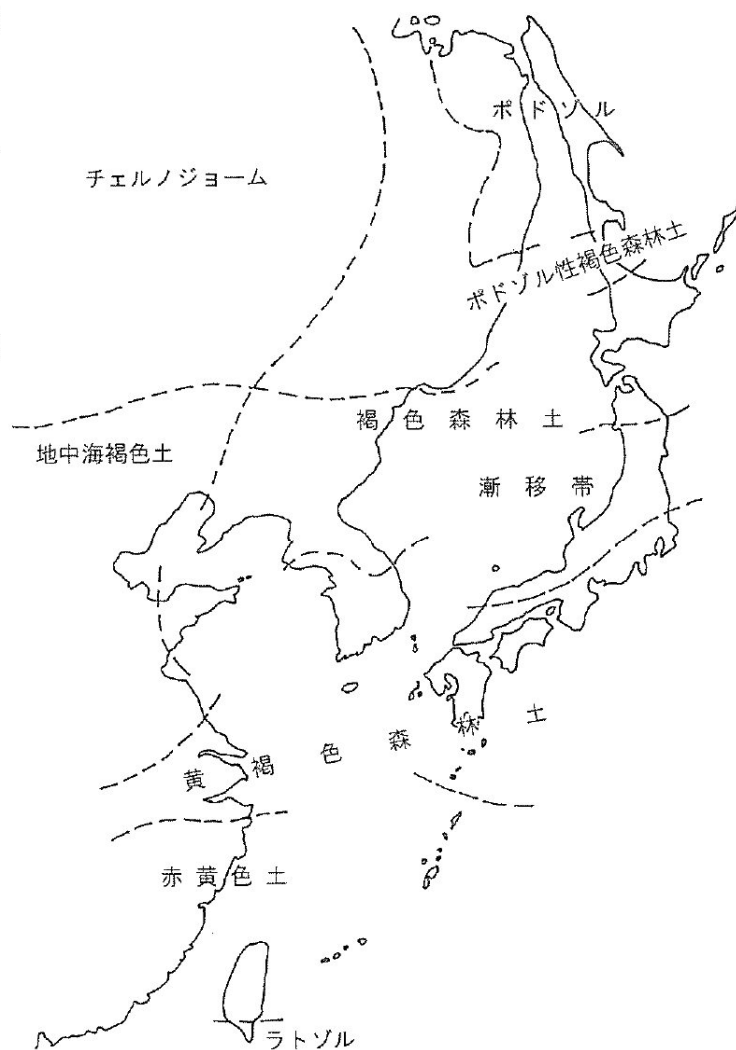 ポドゾル
チェルノジョーム
ポドゾル性褐色森林土
褐色森林土
地中海褐色土
漸移帯
黄褐色森林土
赤黄色土
ラトゾル